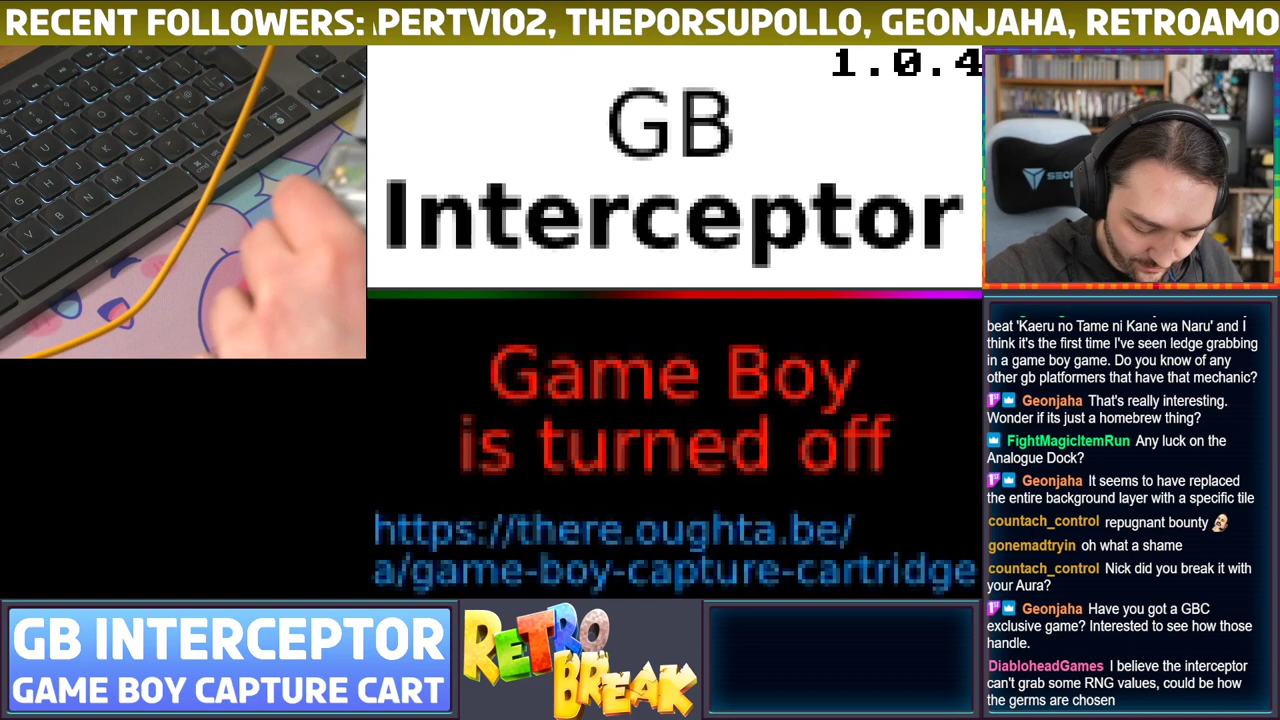 RECENT FOLLOWERS: APERTV102, THEPORSUPOLLO, GEONJAHA, RETROAMO
1.0.4
GB
Interceptor
Game Boy
is turned off
https://there.oughta.be/
a/game-boy-capture-cartridge
SEC
beat 'Kaeru no Tame ni Kane wa Naru' and I
think it's the first time I've seen ledge grabbing
in a game boy game. Do you know of any
other gb platformers that have that mechanic?
Geonjaha That's really interesting.
Wonder if its just a homebrew thing?
FightMagicItemRun Any luck on the
Analogue Dock?
Geonjaha It seems to have replaced
the entire background layer with a specific tile
countach_control repugnant bounty
gonemadtryin oh what a shame
countach_control Nick did you break it with
your Aura?
Geonjaha Have you got a GBC
exclusive game? Interested to see how those
handle.
DiabloheadGames I believe the interceptor
can't grab some RNG values, could be how
the germs are chosen
GB INTERCEPTOR
GAME BOY CAPTURE CART
RETRO
BREAK